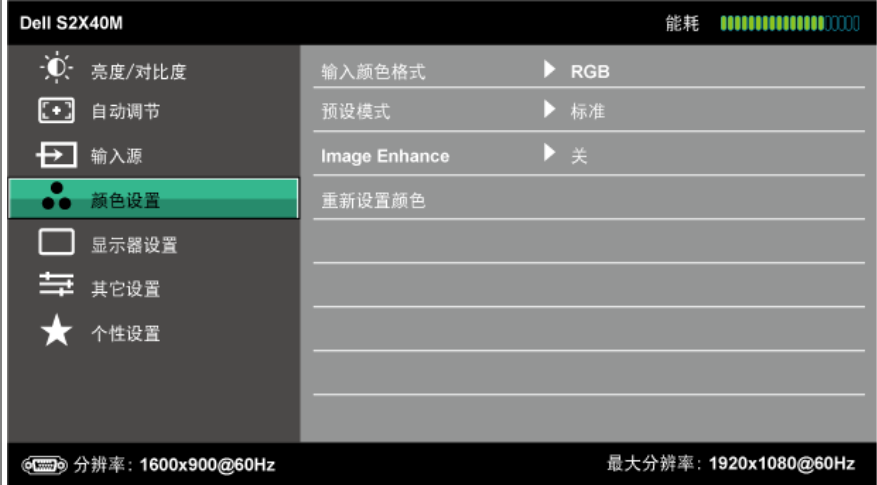 Dell S2X40M 能耗
亮度/对比度 输入颜色格式 RGB
自动调节 预设模式 标准
输入源 Image Enhance 关
颜色设置 重新设置颜色
显示器设置
其它设置
个性设置
分辨率: 1600x900@60Hz 最大分辨率: 1920x1080@60Hz